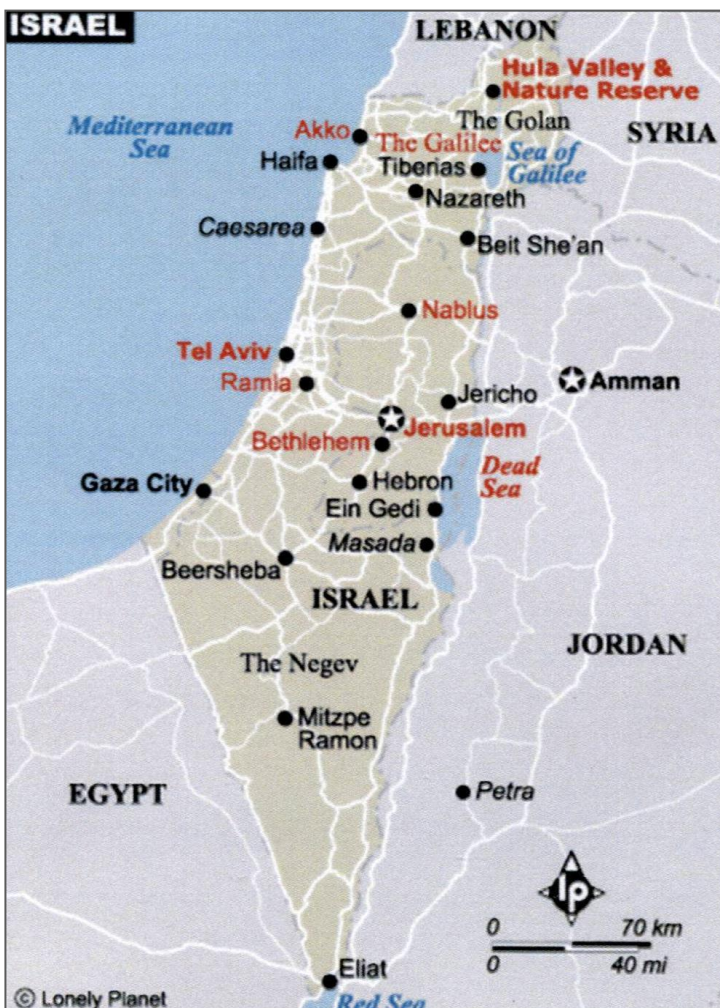 ISRAEL
LEBANON
Hula Valley &
Nature Reserve
The Golan
SYRIA
Mediterranean
Sea
Akko
The Galilee
Haifa
Tiberias
Sea of
Galilee
Nazareth
Caesarea
Beit She'an
Nablus
Tel Aviv
Ramla
Jericho
Amman
Jerusalem
Bethlehem
Dead
Sea
Gaza City
Hebron
Ein Gedi
Masada
Beersheba
ISRAEL
JORDAN
The Negev
Mitzpe
Ramon
EGYPT
Petra
lp
0 70 km
0 40 mi
Eliat
© Lonely Planet
Red Sea